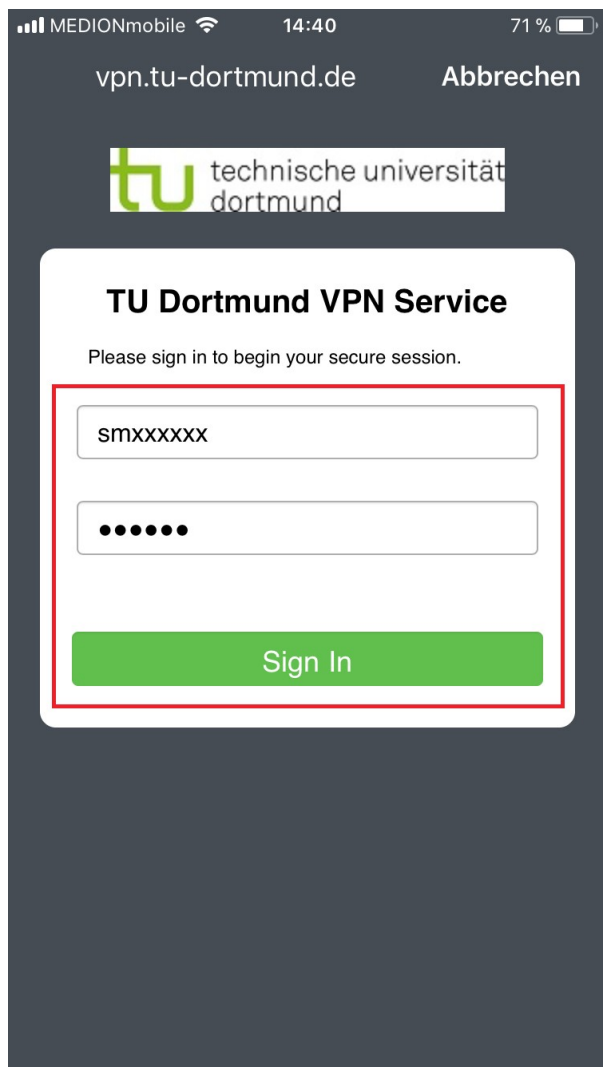 MEDIONmobile 14:40 71 %
vpn.tu-dortmund.de Abbrechen
tu technische universität
dortmund
TU Dortmund VPN Service
Please sign in to begin your secure session.
smxxxxxx
●●●●●●
Sign In